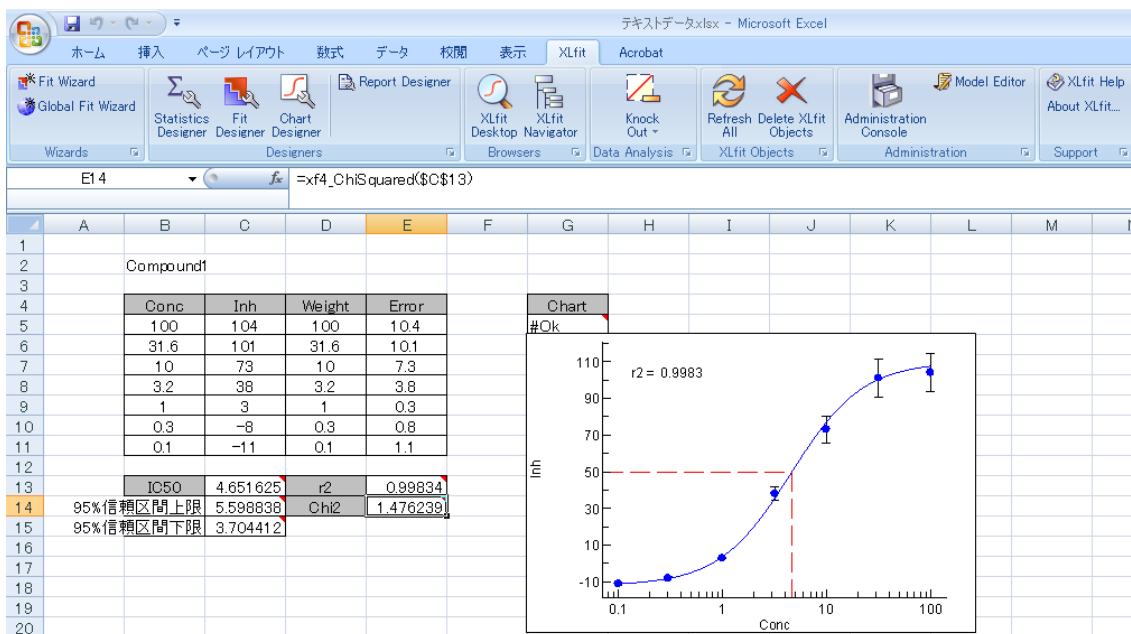 テキストデータ.xlsx - Microsoft Excel
ホーム 挿入 ページ レイアウト 数式 データ 校閲 表示 XLfit Acrobat
Fit Wizard
Global Fit Wizard
Wizards
Statistics Designer
Fit Designer
Chart Designer
Report Designer
Designers
XLfit Desktop
XLfit Navigator
Browsers
Knock Out
Data Analysis
Refresh All
Delete XLfit Objects
XLfit Objects
Administration Console
Model Editor
Administration
XLfit Help
About XLfit...
Support
E14 fx =xf4_ChiSquared($C$13)
A B C D E F G H I J K L M
1
2 Compound1
3
4 Conc Inh Weight Error Chart
5 100 104 100 10.4 #Ok
6 31.6 101 31.6 10.1
7 10 73 10 7.3
8 3.2 38 3.2 3.8
9 1 3 1 0.3
10 0.3 -8 0.3 0.8
11 0.1 -11 0.1 1.1
12
13 IC50 4.651625 r2 0.99834
14 95%信頼区間上限 5.598838 Chi2 1.476239
15 95%信頼区間下限 3.704412
16
17
18
19
20
r2 = 0.9983
110
90
70
50
30
10
-10
Inh
0.1 1 10 100
Conc